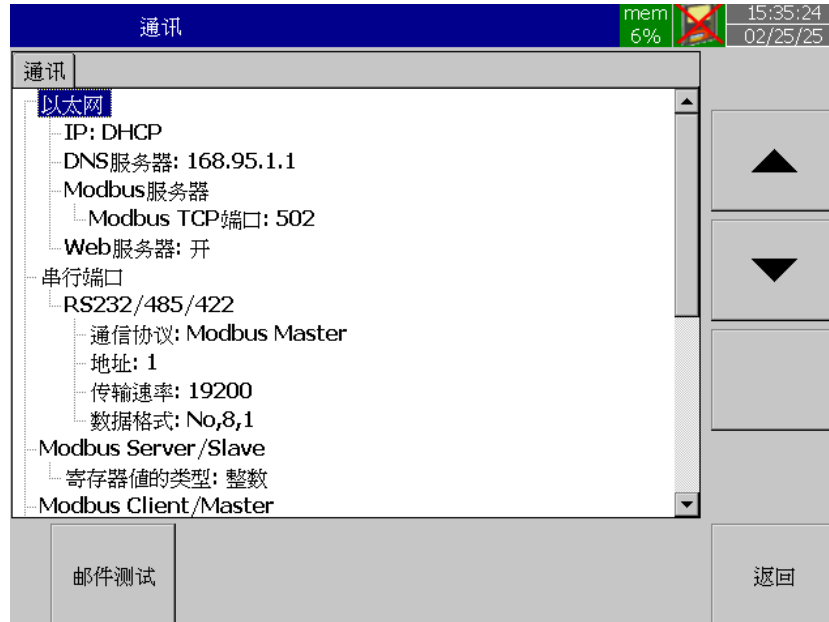 通讯
mem 15:35:24
6% 02/25/25
通讯
以太网
IP: DHCP
DNS服务器: 168.95.1.1
Modbus服务器
Modbus TCP端口: 502
Web服务器: 开
串行端口
RS232/485/422
通信协议: Modbus Master
地址: 1
传输速率: 19200
数据格式: No,8,1
Modbus Server/Slave
寄存器值的类型: 整数
Modbus Client/Master
邮件测试
返回